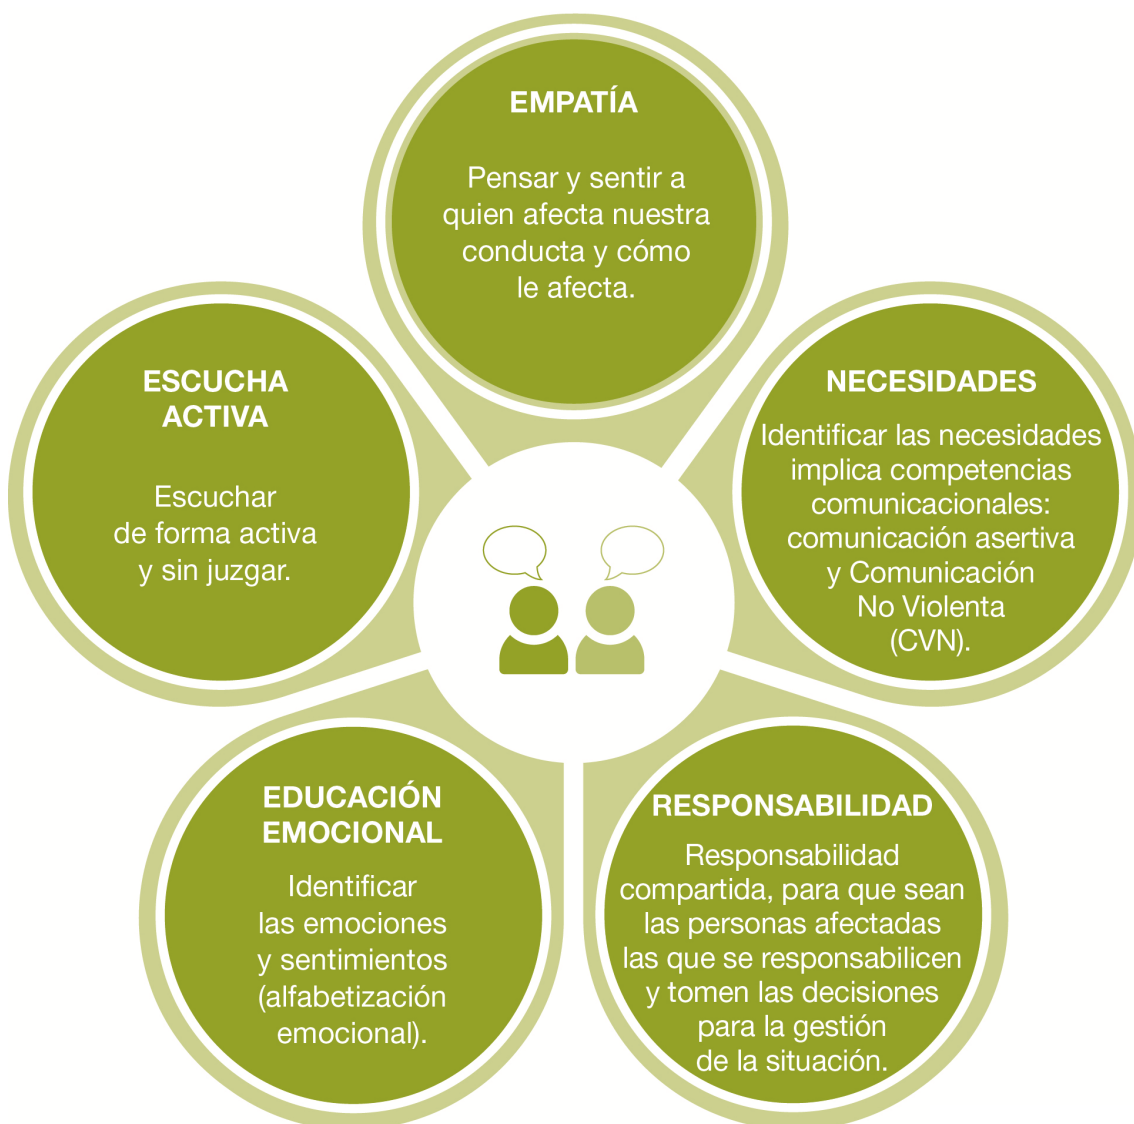 EMPATÍA
Pensar y sentir a
quien afecta nuestra
conducta y cómo
le afecta.
ESCUCHA
ACTIVA
Escuchar
de forma activa
y sin juzgar.
NECESIDADES
Identificar las necesidades
implica competencias
comunicacionales:
comunicación asertiva
y Comunicación
No Violenta
(CVN).
EDUCACIÓN
EMOCIONAL
Identificar
las emociones
y sentimientos
(alfabetización
emocional).
RESPONSABILIDAD
Responsabilidad
compartida, para que sean
las personas afectadas
las que se responsabilicen
y tomen las decisiones
para la gestión
de la situación.